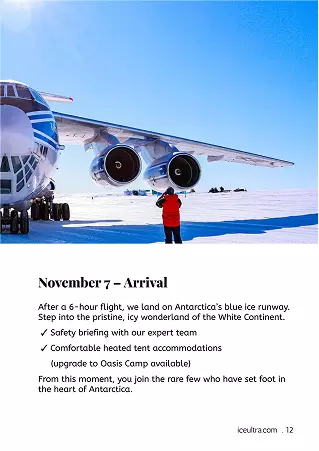 November 7 – Arrival
After a 6-hour flight, we land on Antarctica's blue ice runway.
Step into the pristine, icy wonderland of the White Continent.
✓ Safety briefing with our expert team
✓ Comfortable heated tent accommodations
(upgrade to Oasis Camp available)
From this moment, you join the rare few who have set foot in
the heart of Antarctica.
iceultra.com . 12